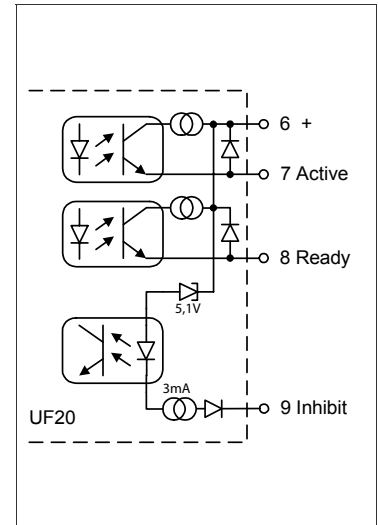 6 +
7 Active
8 Ready
5,1V
3mA
9 Inhibit
UF20